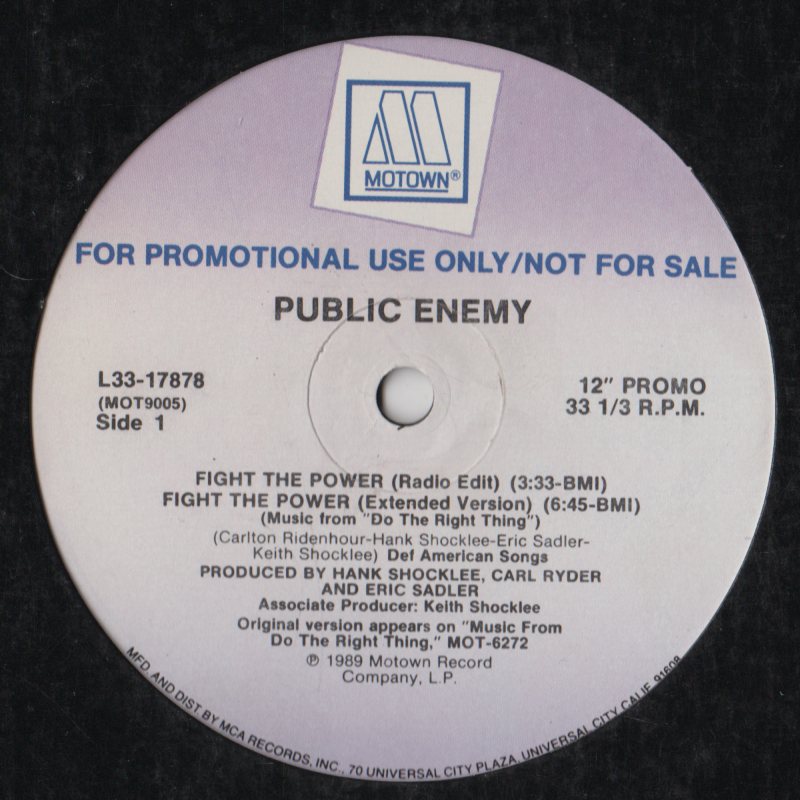 MOTOWN®
FOR PROMOTIONAL USE ONLY/NOT FOR SALE
PUBLIC ENEMY
L33-17878
(MOT9005)
Side 1
12" PROMO
33 1/3 R.P.M.
FIGHT THE POWER (Radio Edit) (3:33-BMI)
FIGHT THE POWER (Extended Version) (6:45-BMI)
(Music from "Do The Right Thing")
(Carlton Ridenhour-Hank Shocklee-Eric Sadler-
Keith Shocklee) Def American Songs
PRODUCED BY HANK SHOCKLEE, CARL RYDER
AND ERIC SADLER
Associate Producer: Keith Shocklee
Original version appears on "Music From
Do The Right Thing," MOT-6272
℗ 1989 Motown Record
Company, L.P.
MFD. AND DIST. BY MCA RECORDS, INC., 70 UNIVERSAL CITY PLAZA, UNIVERSAL CITY, CALIF. 91608